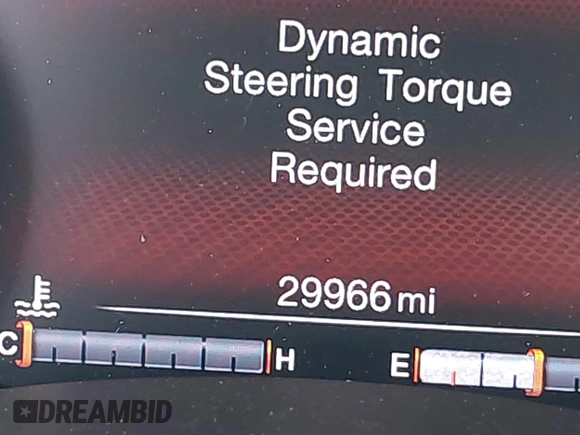 Dynamic
Steering Torque
Service
Required
29966 mi
C H E
DREAMBID